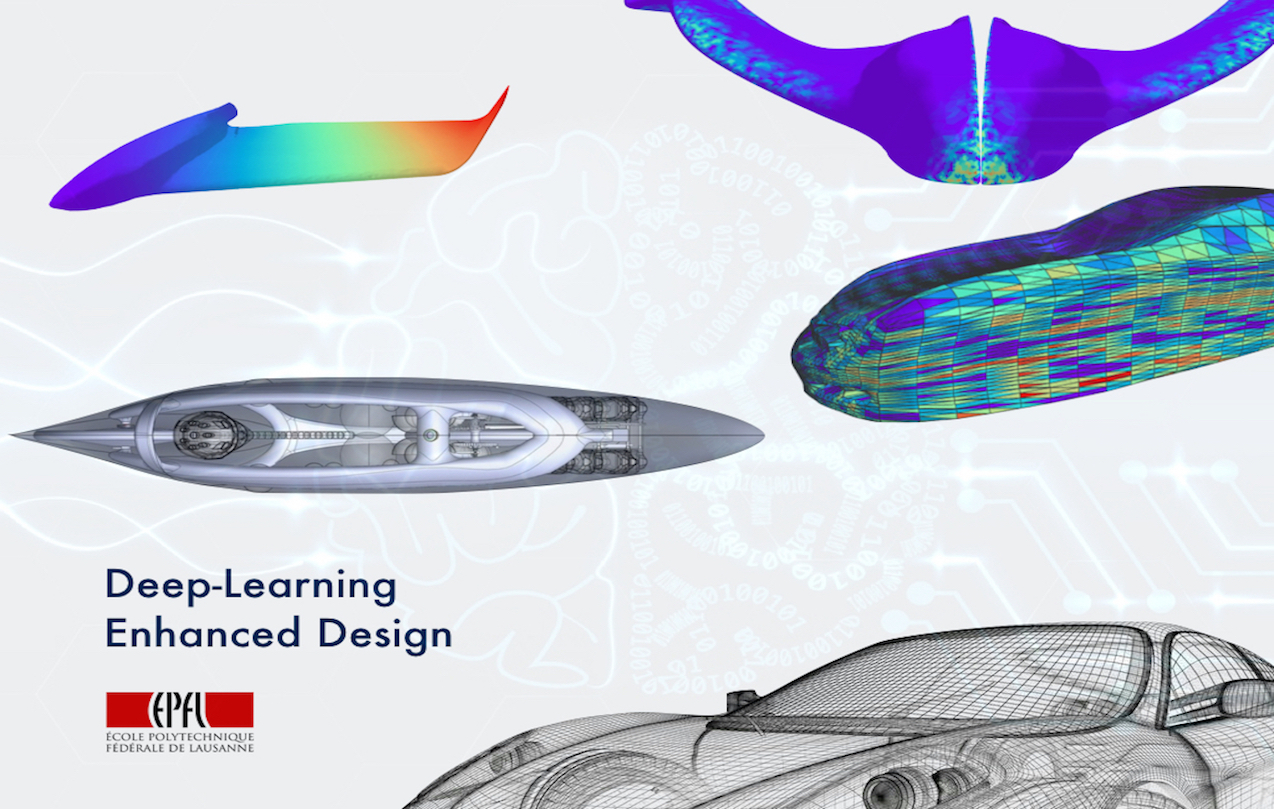 Deep-Learning
Enhanced Design
EPFL
ÉCOLE POLYTECHNIQUE
FÉDÉRALE DE LAUSANNE